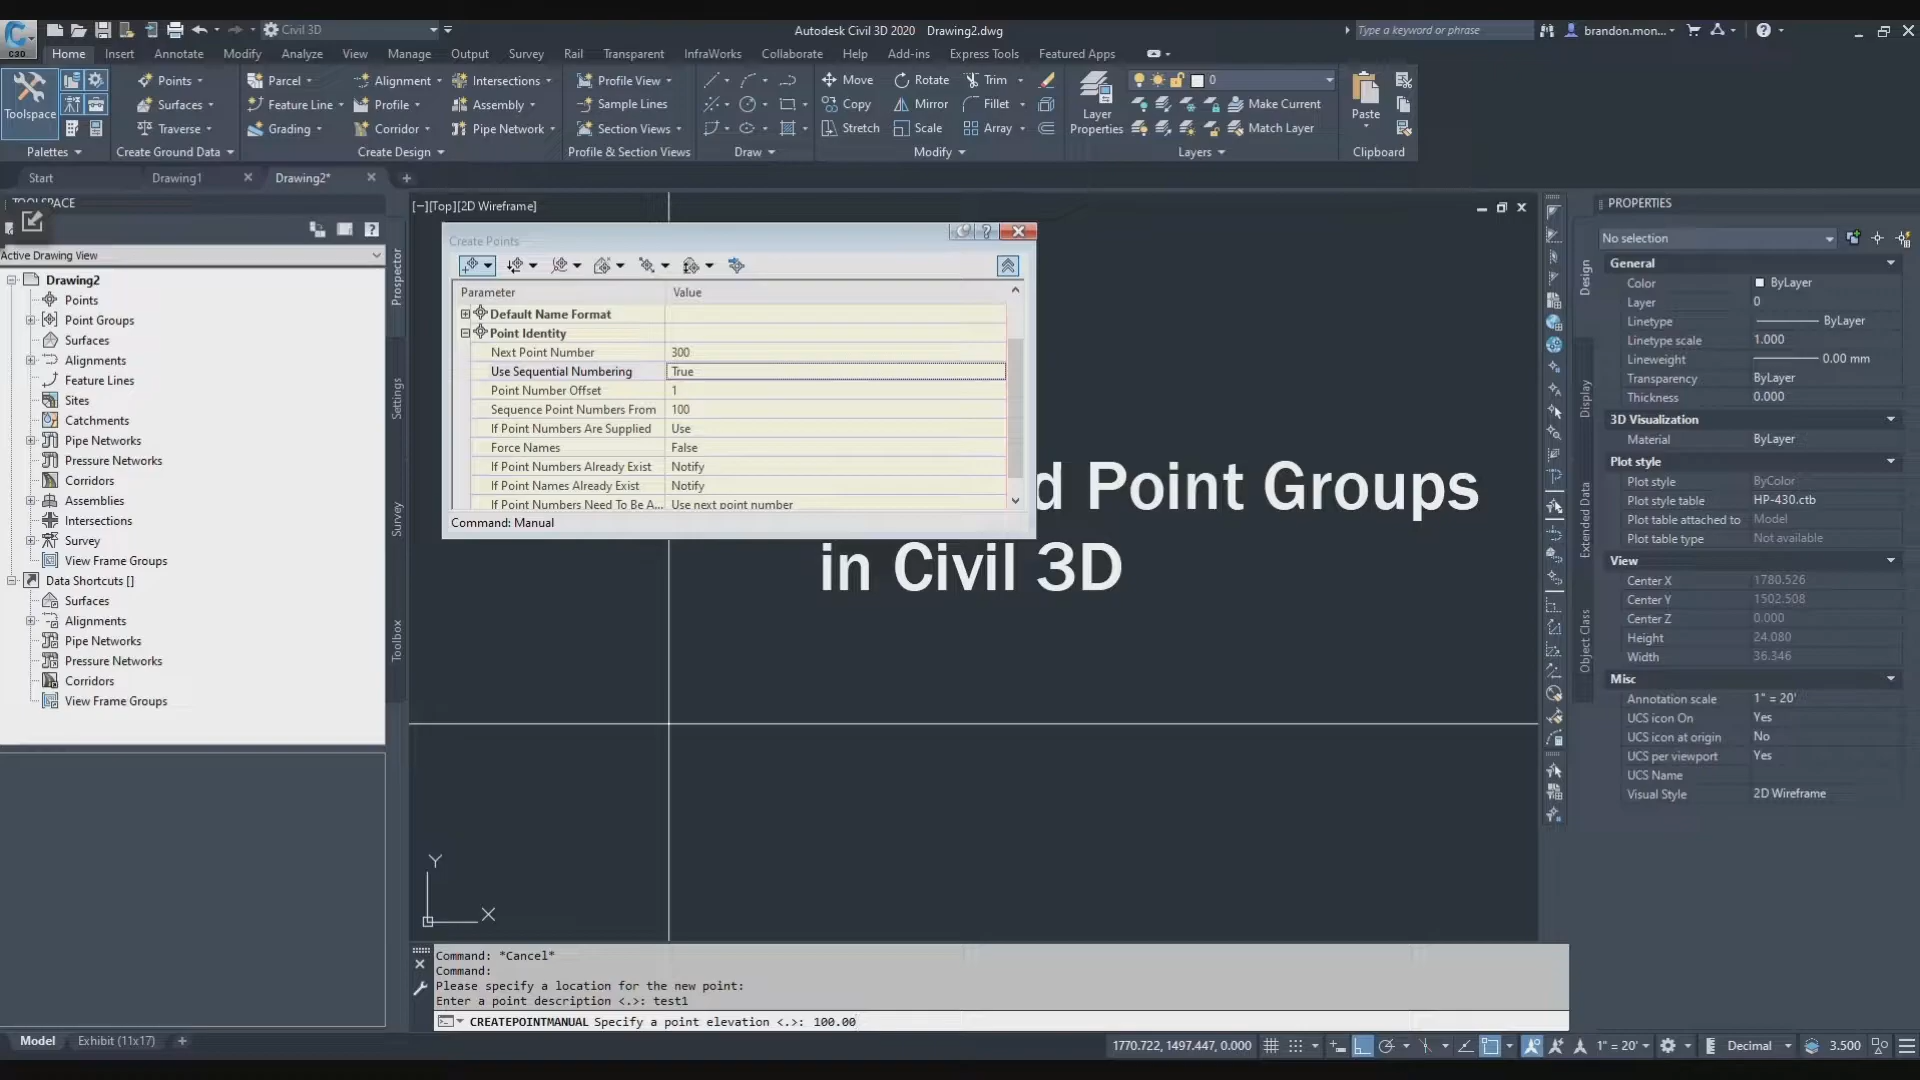 C3D
Civil 3D
Autodesk Civil 3D 2020 Drawing2.dwg
Type a keyword or phrase
brandon.mon...
Home Insert Annotate Modify Analyze View Manage Output Survey Rail Transparent InfraWorks Collaborate Help Add-ins Express Tools Featured Apps
Toolspace
Points
Surfaces
Traverse
Parcel
Feature Line
Grading
Alignment
Profile
Corridor
Intersections
Assembly
Pipe Network
Profile View
Sample Lines
Section Views
Move
Copy
Stretch
Rotate
Mirror
Scale
Trim
Fillet
Array
Layer
Properties
0
Make Current
Match Layer
Paste
Palettes
Create Ground Data
Create Design
Profile & Section Views
Draw
Modify
Layers
Clipboard
Start
Drawing1
Drawing2*
TOOLSPACE
Active Drawing View
Drawing2
Points
Point Groups
Surfaces
Alignments
Feature Lines
Sites
Catchments
Pipe Networks
Pressure Networks
Corridors
Assemblies
Intersections
Survey
View Frame Groups
Data Shortcuts []
Surfaces
Alignments
Pipe Networks
Pressure Networks
Corridors
View Frame Groups
Prospector
Settings
Survey
Toolbox
[−][Top][2D Wireframe]
Create Points
Parameter Value
Default Name Format
Point Identity
Next Point Number 300
Use Sequential Numbering True
Point Number Offset 1
Sequence Point Numbers From 100
If Point Numbers Are Supplied Use
Force Names False
If Point Numbers Already Exist Notify
If Point Names Already Exist Notify
If Point Numbers Need To Be A... Use next point number
Command: Manual
d Point Groups
in Civil 3D
Y
X
Command: *Cancel*
Command:
Please specify a location for the new point:
Enter a point description <.>: test1
CREATEPOINTMANUAL Specify a point elevation <.>: 100.00
PROPERTIES
No selection
Design
Display
Extended Data
Object Class
General
Color ByLayer
Layer 0
Linetype ByLayer
Linetype scale 1.000
Lineweight 0.00 mm
Transparency ByLayer
Thickness 0.000
3D Visualization
Material ByLayer
Plot style
Plot style ByColor
Plot style table HP-430.ctb
Plot table attached to Model
Plot table type Not available
View
Center X 1780.526
Center Y 1502.508
Center Z 0.000
Height 24.080
Width 36.346
Misc
Annotation scale 1" = 20'
UCS icon On Yes
UCS icon at origin No
UCS per viewport Yes
UCS Name
Visual Style 2D Wireframe
Model
Exhibit (11x17)
1770.722, 1497.447, 0.000
1" = 20'
Decimal
3.500